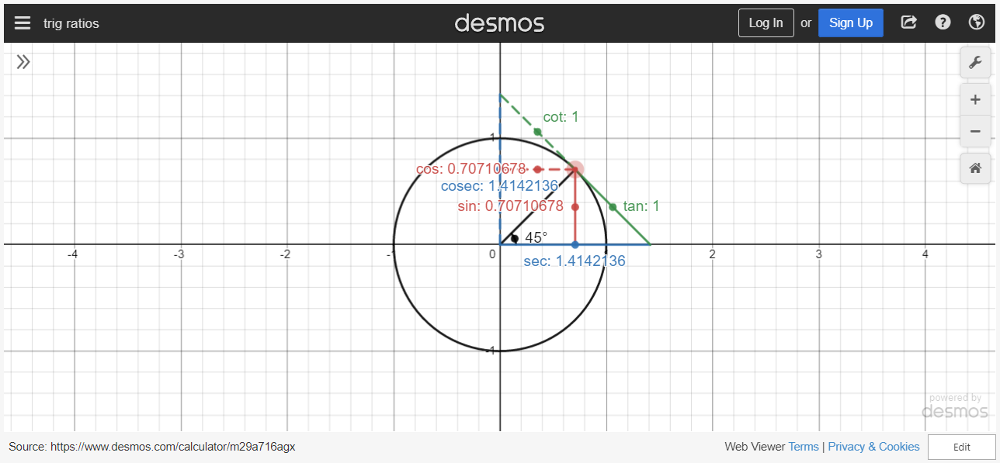 trig ratios
desmos
Log In or Sign Up
cot: 1
1
cos: 0.70710678
cosec: 1.4142136
sin: 0.70710678
tan: 1
45°
-4 -3 -2 -1 0 2 3 4
sec: 1.4142136
-1
powered by
desmos
Source: https://www.desmos.com/calculator/m29a716agx
Web Viewer Terms | Privacy & Cookies
Edit